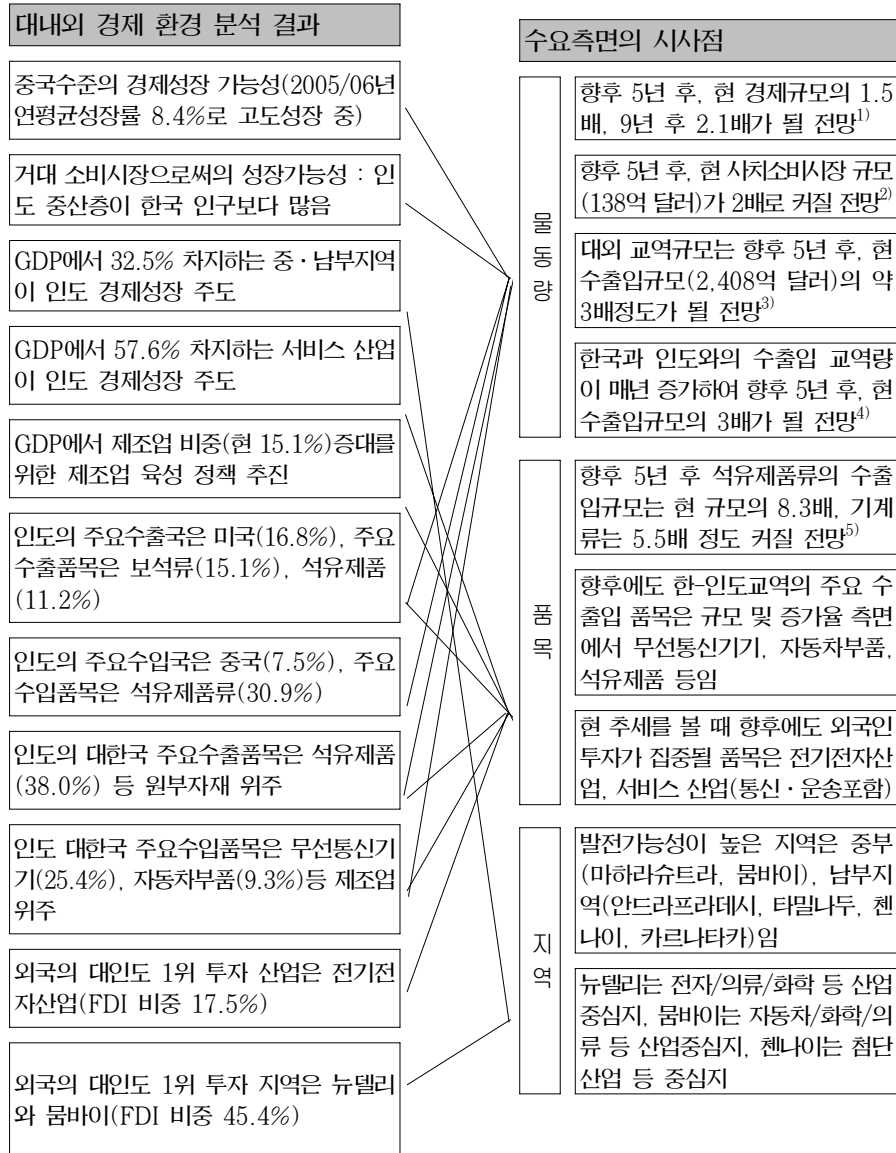 대내외 경제 환경 분석 결과
중국수준의 경제성장 가능성(2005/06년
연평균성장률 8.4%로 고도성장 중)
거대 소비시장으로써의 성장가능성 : 인
도 중산층이 한국 인구보다 많음
GDP에서 32.5% 차지하는 중・남부지역
이 인도 경제성장 주도
GDP에서 57.6% 차지하는 서비스 산업
이 인도 경제성장 주도
GDP에서 제조업 비중(현 15.1%)증대를
위한 제조업 육성 정책 추진
인도의 주요수출국은 미국(16.8%), 주요
수출품목은 보석류(15.1%), 석유제품
(11.2%)
인도의 주요수입국은 중국(7.5%), 주요
수입품목은 석유제품류(30.9%)
인도의 대한국 주요수출품목은 석유제품
(38.0%) 등 원부자재 위주
인도 대한국 주요수입품목은 무선통신기
기(25.4%), 자동차부품(9.3%)등 제조업
위주
외국의 대인도 1위 투자 산업은 전기전
자산업(FDI 비중 17.5%)
외국의 대인도 1위 투자 지역은 뉴델리
와 뭄바이(FDI 비중 45.4%)
수요측면의 시사점
물
동
량
향후 5년 후, 현 경제규모의 1.5
배, 9년 후 2.1배가 될 전망1)
향후 5년 후, 현 사치소비시장 규모
(138억 달러)가 2배로 커질 전망2)
대외 교역규모는 향후 5년 후, 현
수출입규모(2,408억 달러)의 약
3배정도가 될 전망3)
한국과 인도와의 수출입 교역량
이 매년 증가하여 향후 5년 후, 현
수출입규모의 3배가 될 전망4)
품
목
향후 5년 후 석유제품류의 수출
입규모는 현 규모의 8.3배, 기계
류는 5.5배 정도 커질 전망5)
향후에도 한-인도교역의 주요 수
출입 품목은 규모 및 증가율 측면
에서 무선통신기기, 자동차부품,
석유제품 등임
현 추세를 볼 때 향후에도 외국인
투자가 집중될 품목은 전기전자산
업, 서비스 산업(통신・운송포함)
지
역
발전가능성이 높은 지역은 중부
(마하라슈트라, 뭄바이), 남부지
역(안드라프라데시, 타밀나두, 첸
나이, 카르나타카)임
뉴델리는 전자/의류/화학 등 산업
중심지, 뭄바이는 자동차/화학/의
류 등 산업중심지, 첸나이는 첨단
산업 등 중심지